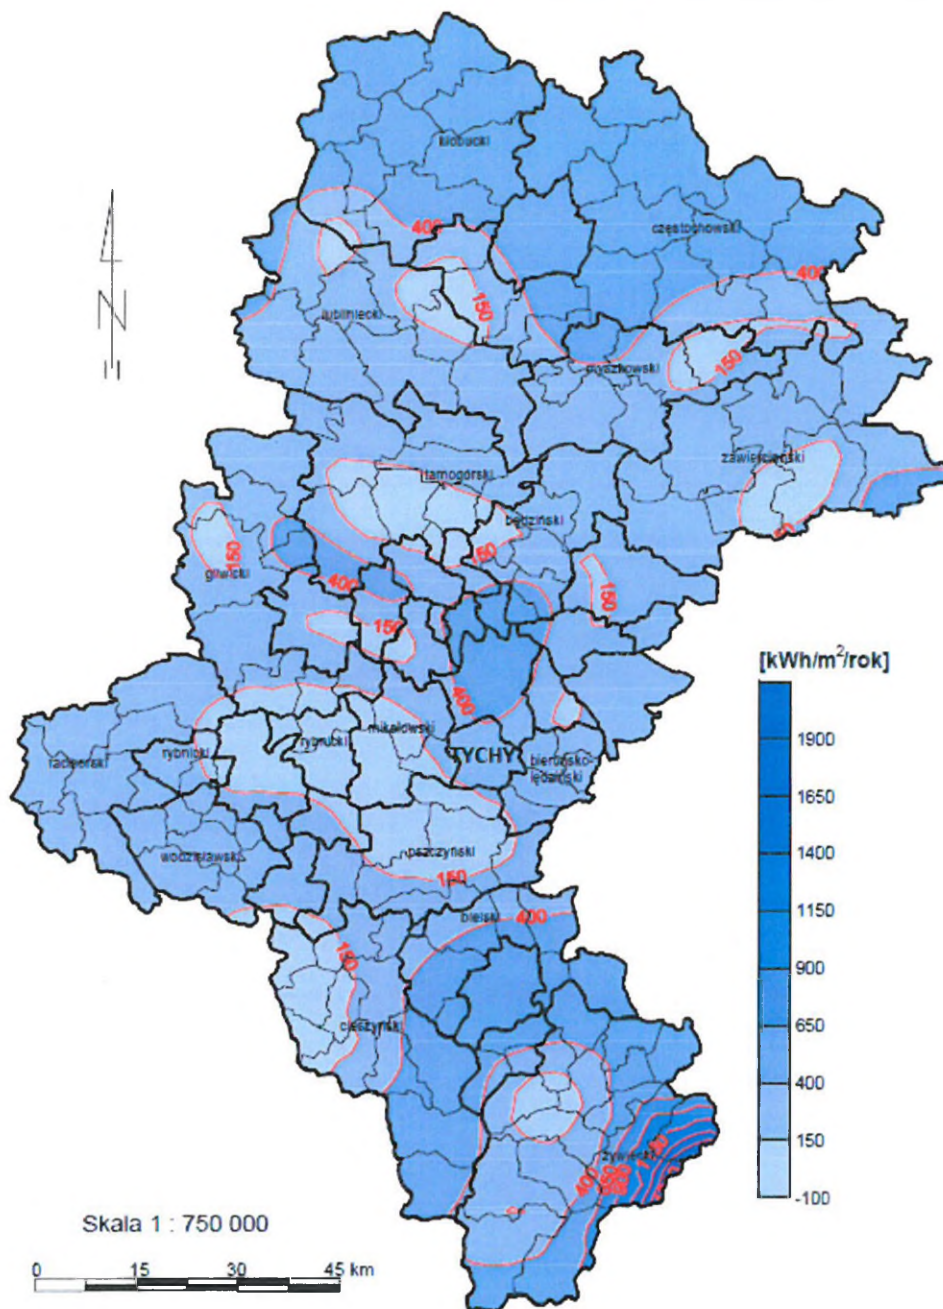 kłobucki
częstochowski
400
400
N
lubliniecki
150
myszkowski
150
zawierciański
tarnogórski
będziński
150
50
150
gliwicki
400
150
150
[kWh/m²/rok]
400
mikołowski
rybnicki
rybnicki
TYCHY
bieruńsko-
lędziński
raciborski
1900
1650
1400
1150
900
650
400
150
-100
wodzisławski
pszczyński
150
bielski
400
150
cieszyński
żywiecki
400
Skala 1 : 750 000
0 15 30 45 km